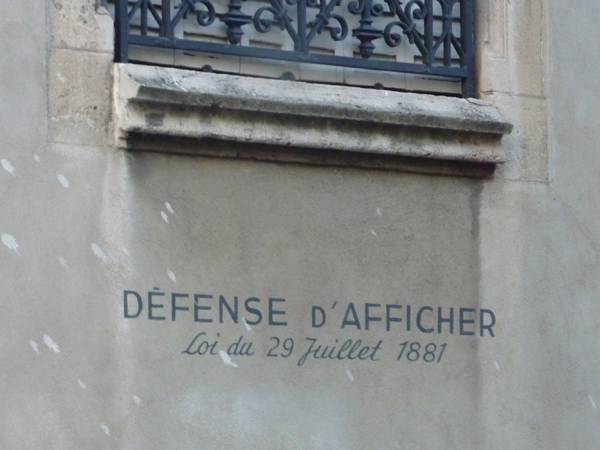 DÉFENSE D'AFFICHER
Loi du 29 Juillet 1881